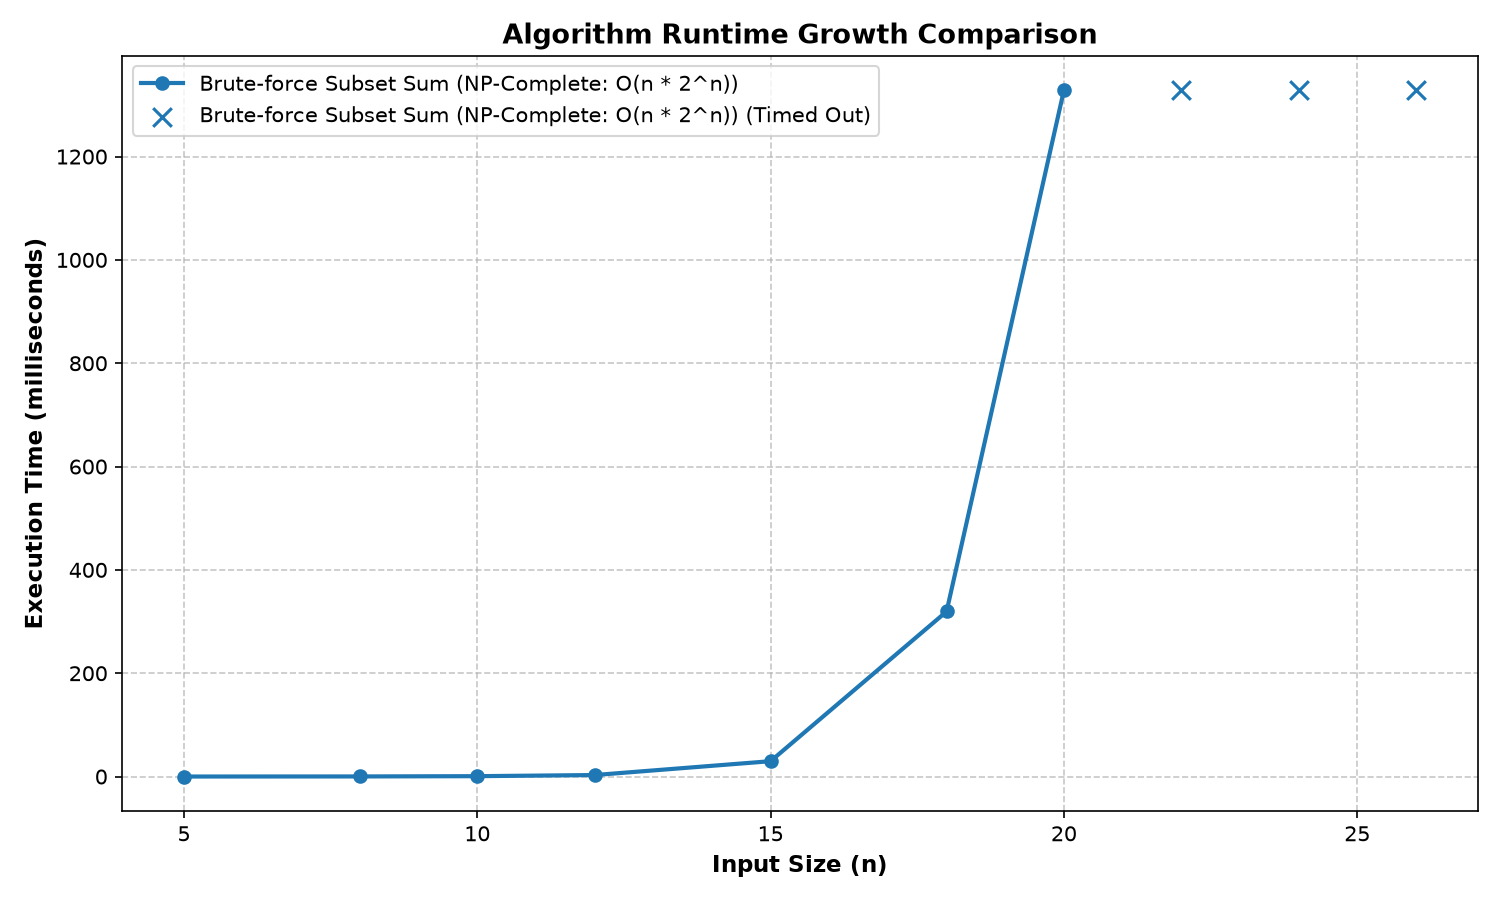 Algorithm Runtime Growth Comparison
Brute-force Subset Sum (NP-Complete: O(n * 2^n))
Brute-force Subset Sum (NP-Complete: O(n * 2^n)) (Timed Out)
Execution Time (milliseconds)
1200
1000
800
600
400
200
0
5 10 15 20 25
Input Size (n)